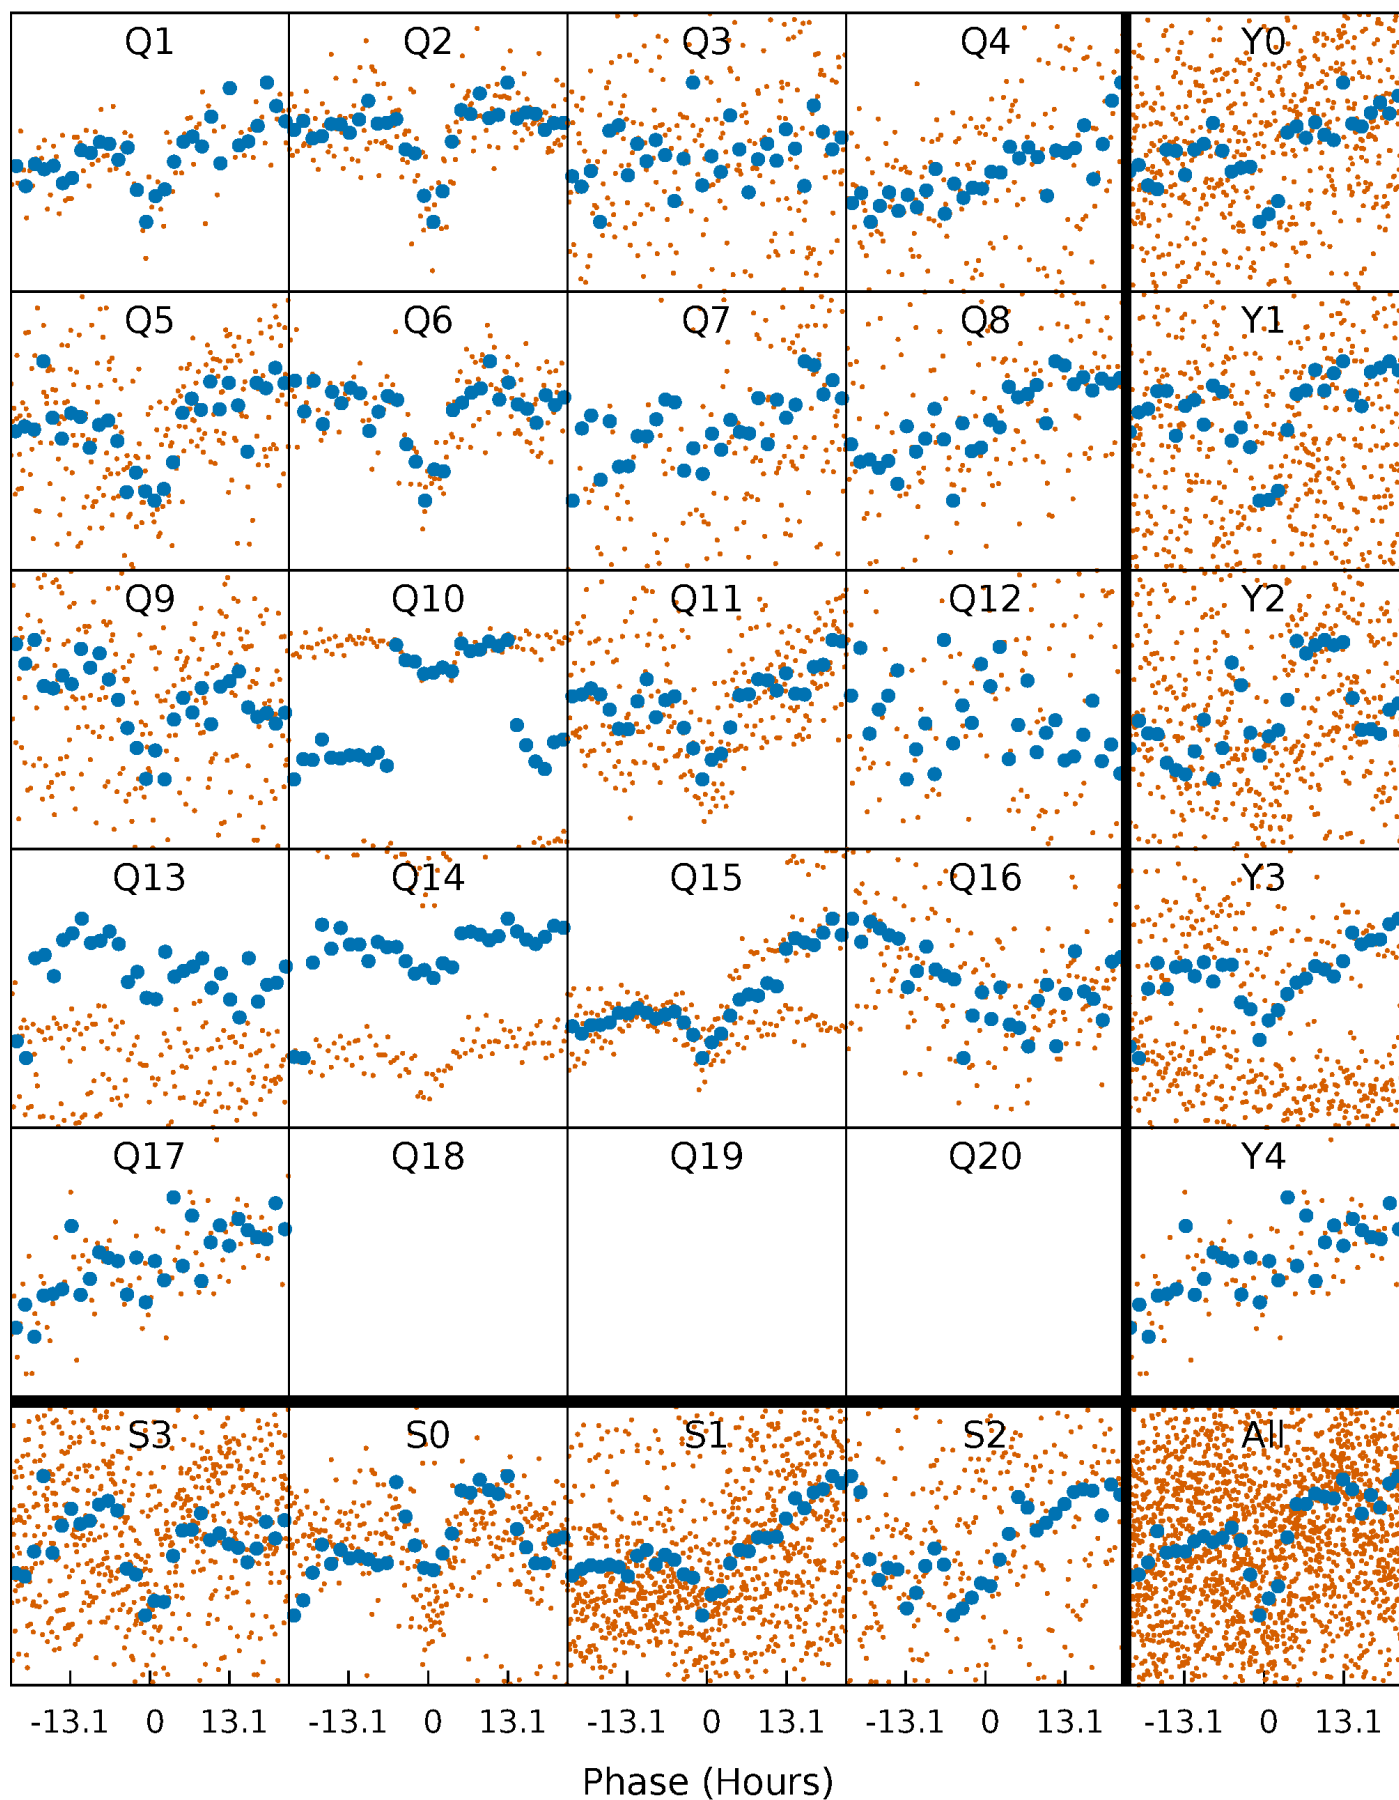 Q1 Q2 Q3 Q4 Y0
Q5 Q6 Q7 Q8 Y1
Q9 Q10 Q11 Q12 Y2
Q13 Q14 Q15 Q16 Y3
Q17 Q18 Q19 Q20 Y4
S3 S0 S1 S2 All
-13.1 0 13.1 -13.1 0 13.1 -13.1 0 13.1 -13.1 0 13.1 -13.1 0 13.1
Phase (Hours)